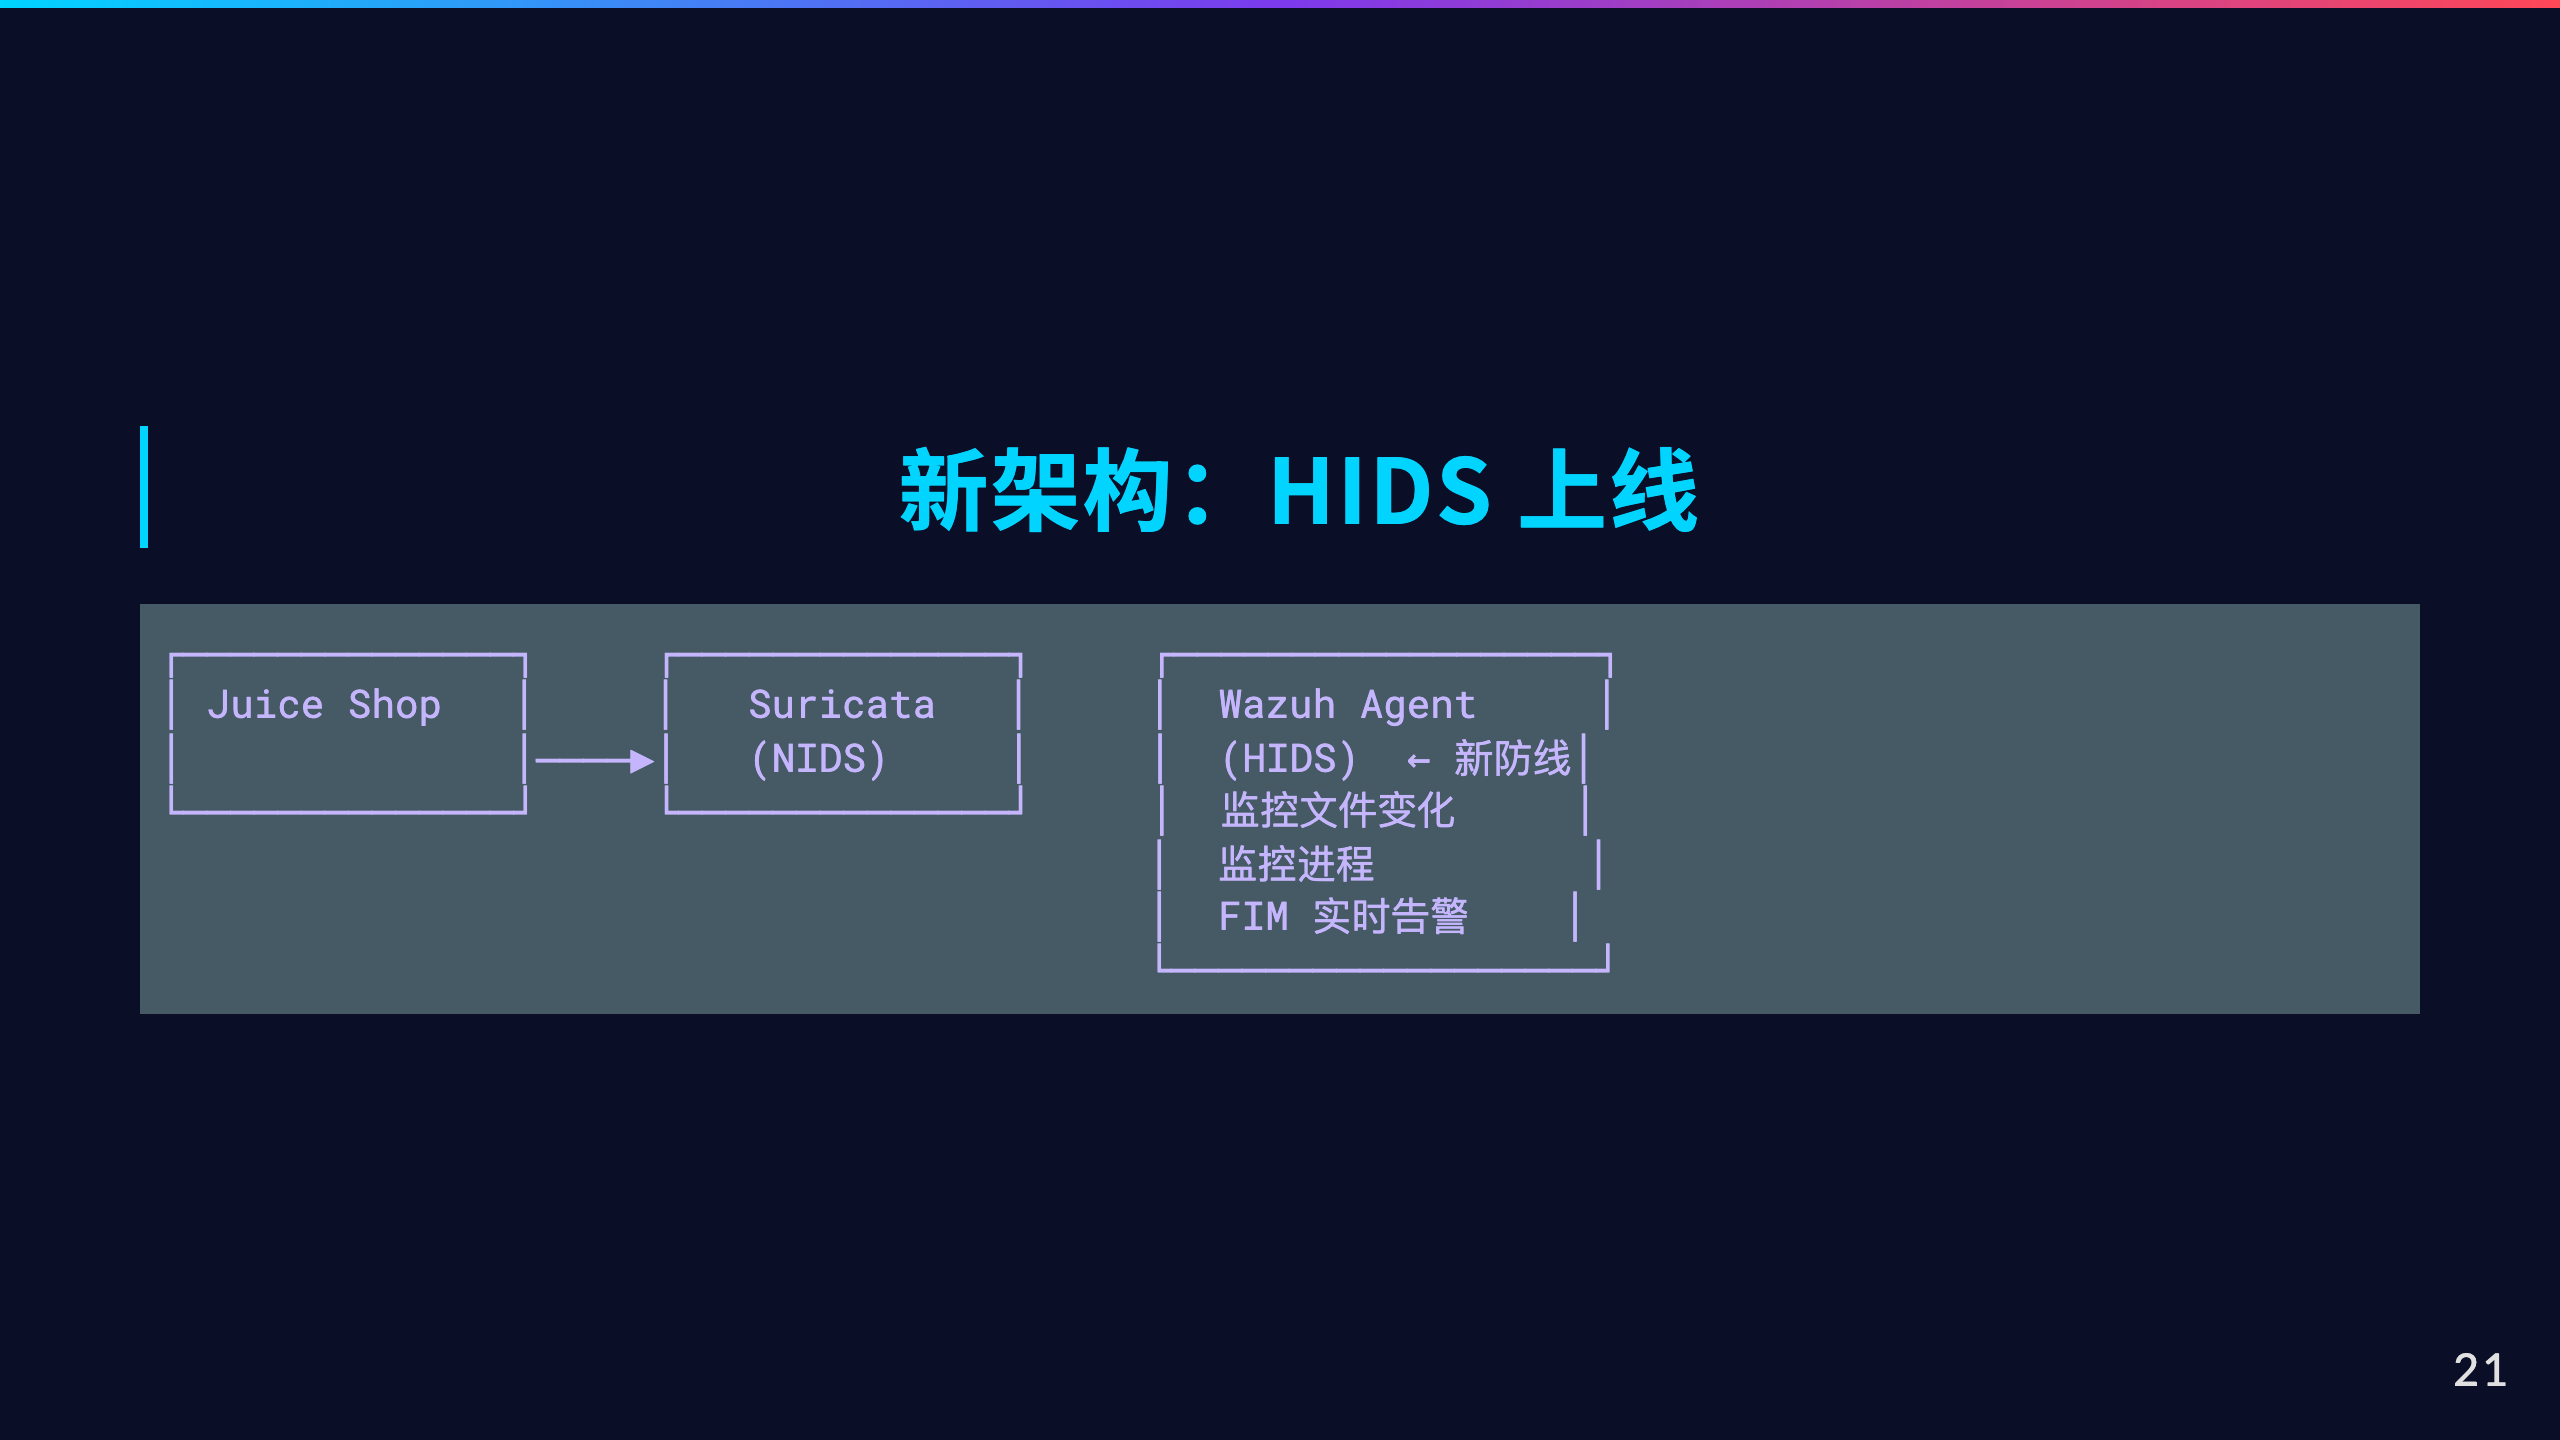 新架构：HIDS 上线
Juice Shop
Suricata
(NIDS)
Wazuh Agent
(HIDS) ← 新防线
监控文件变化
监控进程
FIM 实时告警
21